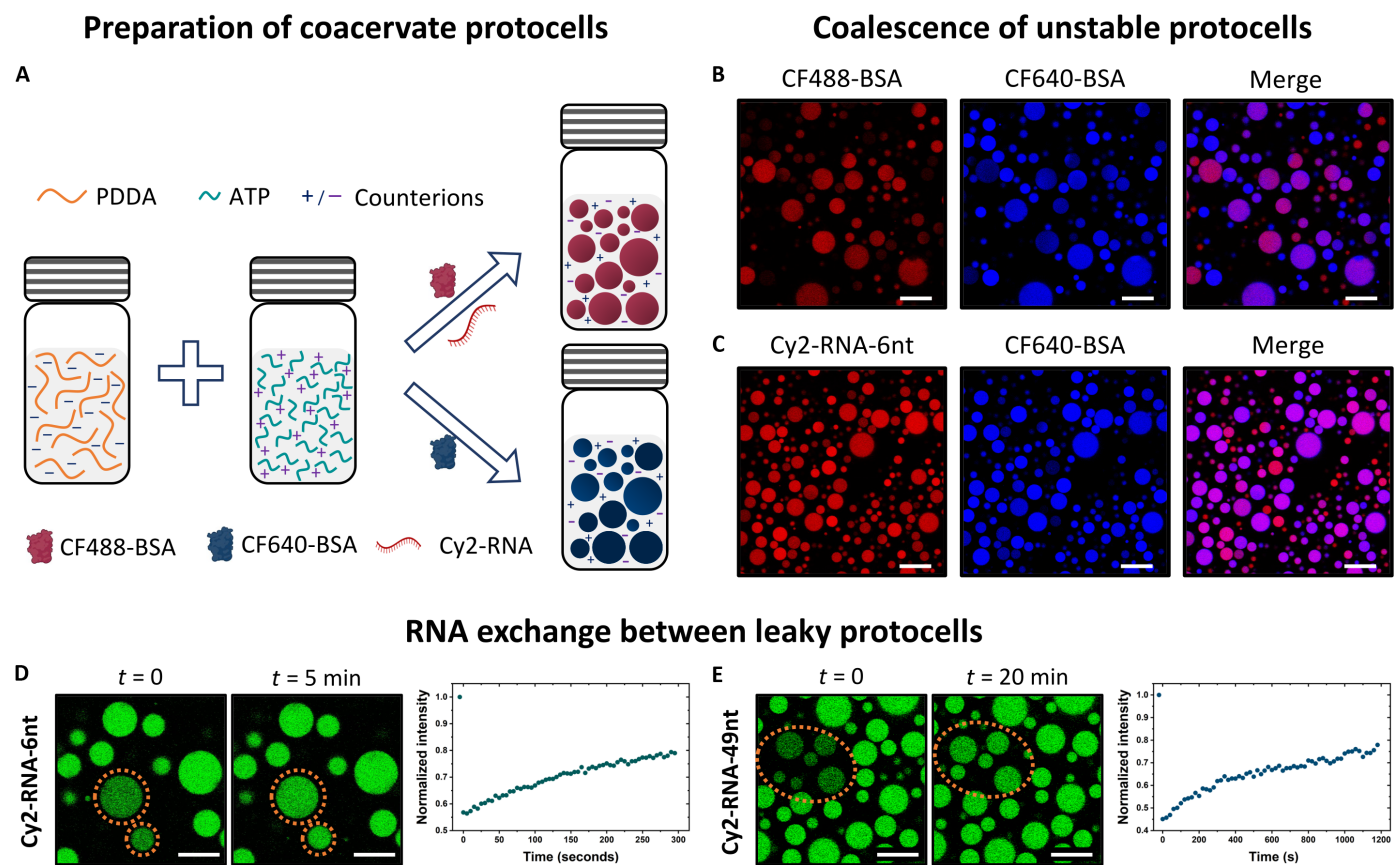 Preparation of coacervate protocells
A
PDDA
ATP
+/− Counterions
CF488-BSA
CF640-BSA
Cy2-RNA
Coalescence of unstable protocells
B
CF488-BSA
CF640-BSA
Merge
C
Cy2-RNA-6nt
CF640-BSA
Merge
RNA exchange between leaky protocells
D
Cy2-RNA-6nt
t = 0
t = 5 min
Normalized intensity
1.0
0.9
0.8
0.7
0.6
0.5
0
50
100
150
200
250
300
Time (seconds)
E
Cy2-RNA-49nt
t = 0
t = 20 min
Normalized intensity
1.0
0.9
0.8
0.7
0.6
0.5
0.4
0
200
400
600
800
1000
1200
Time (s)